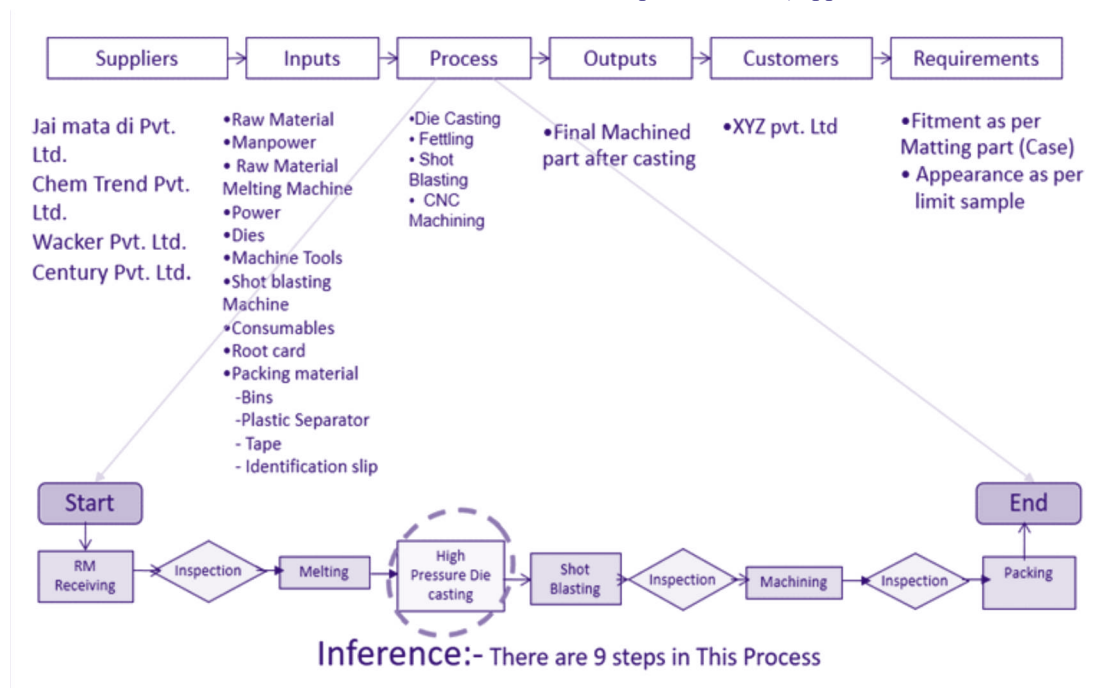 Suppliers
Inputs
Process
Outputs
Customers
Requirements
Jai mata di Pvt.
Ltd.
Chem Trend Pvt.
Ltd.
Wacker Pvt. Ltd.
Century Pvt. Ltd.
•Raw Material
•Manpower
• Raw Material
Melting Machine
•Power
•Dies
•Machine Tools
•Shot blasting
Machine
•Consumables
•Root card
•Packing material
-Bins
-Plastic Separator
- Tape
- Identification slip
•Die Casting
• Fettling
• Shot
Blasting
• CNC
Machining
•Final Machined
part after casting
•XYZ pvt. Ltd
•Fitment as per
Matting part (Case)
• Appearance as per
limit sample
Start
End
RM
Receiving
Inspection
Melting
High
Pressure Die
casting
Shot
Blasting
Inspection
Machining
Inspection
Packing
Inference:- There are 9 steps in This Process